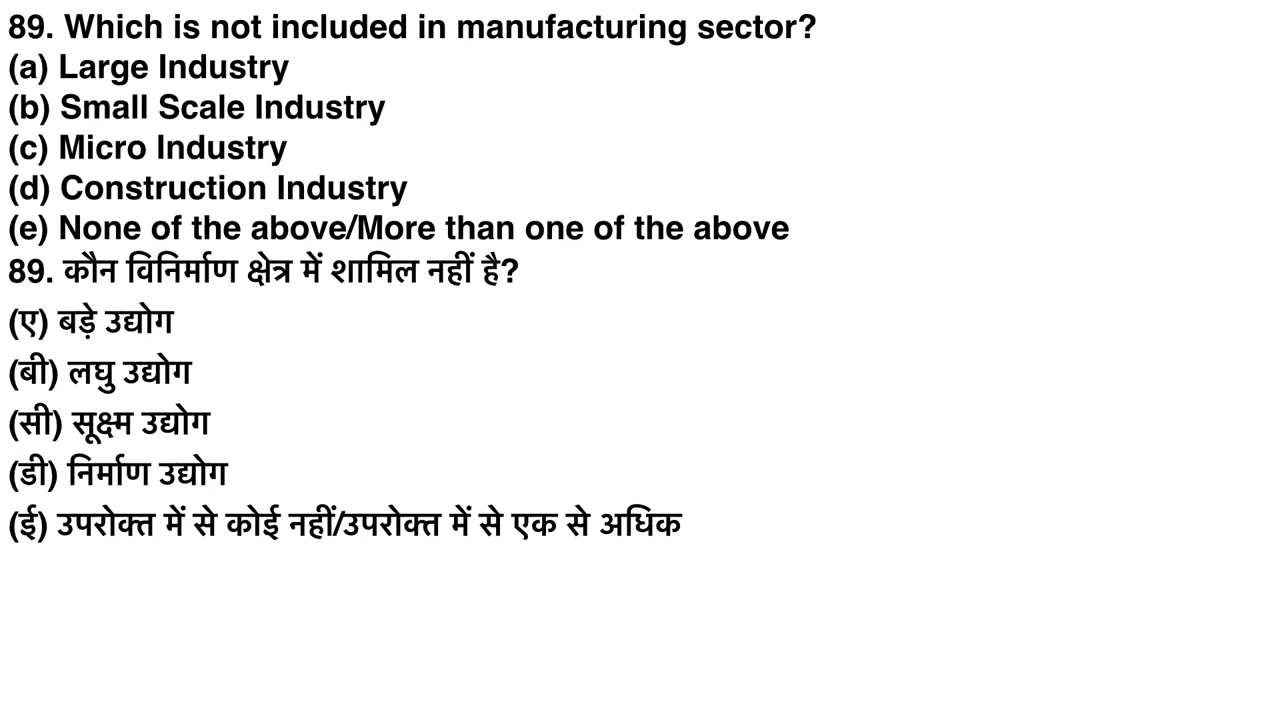 89. Which is not included in manufacturing sector?
(a) Large Industry
(b) Small Scale Industry
(c) Micro Industry
(d) Construction Industry
(e) None of the above/More than one of the above
89. कौन विनिर्माण क्षेत्र में शामिल नहीं है?
(ए) बड़े उद्योग
(बी) लघु उद्योग
(सी) सूक्ष्म उद्योग
(डी) निर्माण उद्योग
(ई) उपरोक्त में से कोई नहीं/उपरोक्त में से एक से अधिक